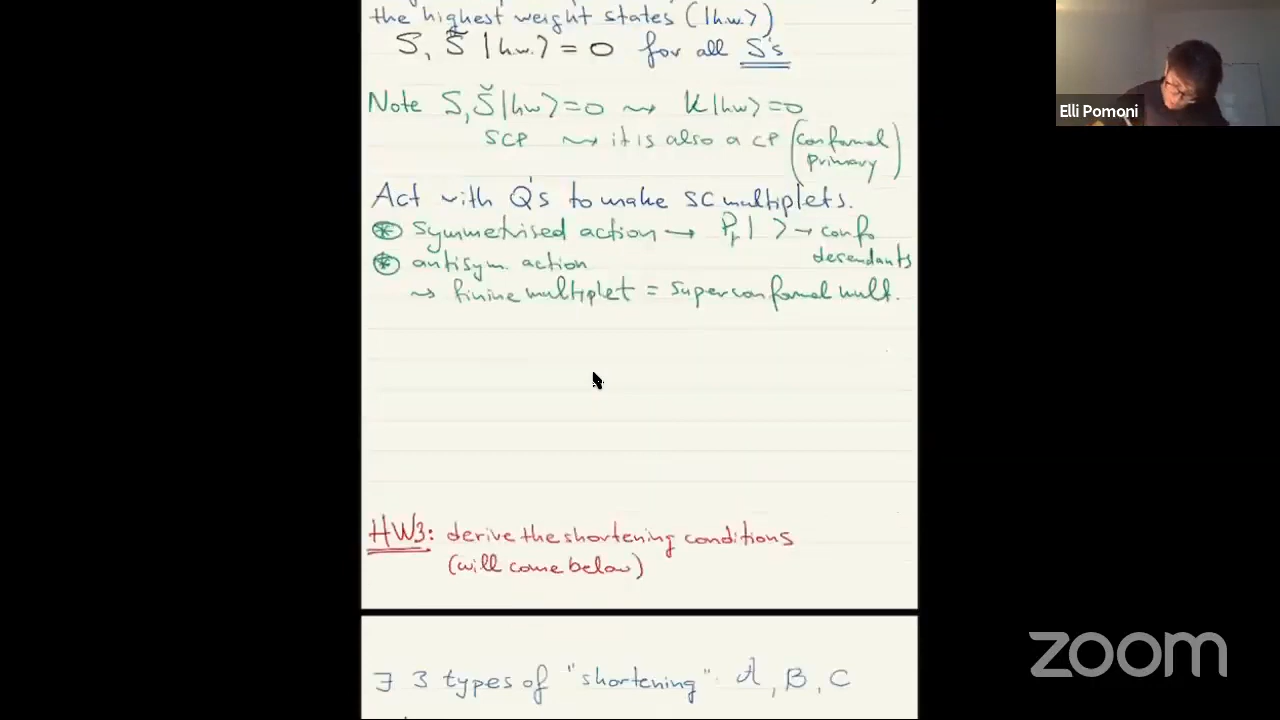 the highest weight states (|h.w.⟩)
S, S̃ |h.w.⟩ = 0 for all S's
Note S, Š |hw⟩=0 ⇝ K|hw⟩=0
SCP ⇝ it is also a CP (conformal primary)
Act with Q's to make SC multiplets.
⊛ symmetrised action → Pμ| ⟩ → conf.
descendants
⊛ antisym. action
⇝ finine multiplet = superconformal mult.
HW3: derive the shortening conditions
(will come below)
∃ 3 types of "shortening": A, B, C
Elli Pomoni
zoom